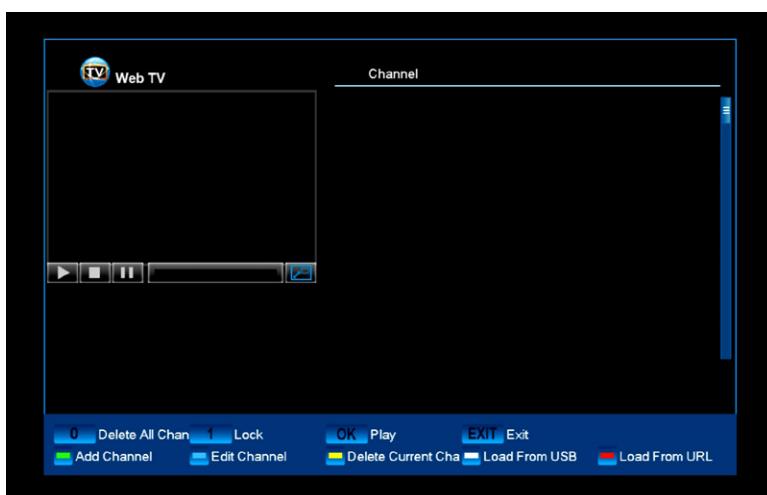 TV Web TV
Channel
0 Delete All Chan 1 Lock OK Play EXIT Exit
Add Channel Edit Channel Delete Current Cha Load From USB Load From URL